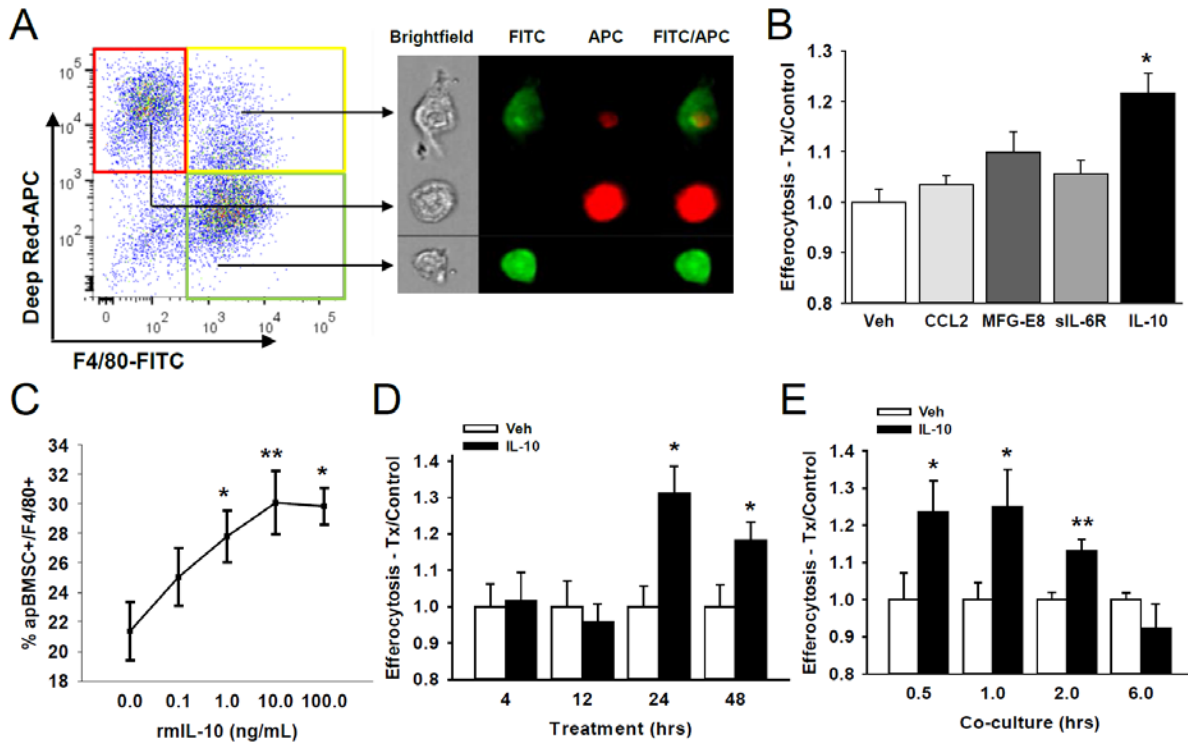 A
Brightfield FITC APC FITC/APC
10^5
10^4
10^3
10^2
0
0 10^2 10^3 10^4 10^5
Deep Red-APC
F4/80-FITC
B
Efferocytosis - Tx/Control
1.3
1.2
1.1
1.0
0.9
0.8
*
Veh CCL2 MFG-E8 sIL-6R IL-10
C
% apBMSC+/F4/80+
34
32
30
28
26
24
22
20
18
* ** *
0.0 0.1 1.0 10.0 100.0
rmIL-10 (ng/mL)
D
Veh
IL-10
Efferocytosis - Tx/Control
1.4
1.3
1.2
1.1
1.0
0.9
0.8
* *
4 12 24 48
Treatment (hrs)
E
Veh
IL-10
Efferocytosis - Tx/Control
1.4
1.3
1.2
1.1
1.0
0.9
0.8
* * **
0.5 1.0 2.0 6.0
Co-culture (hrs)